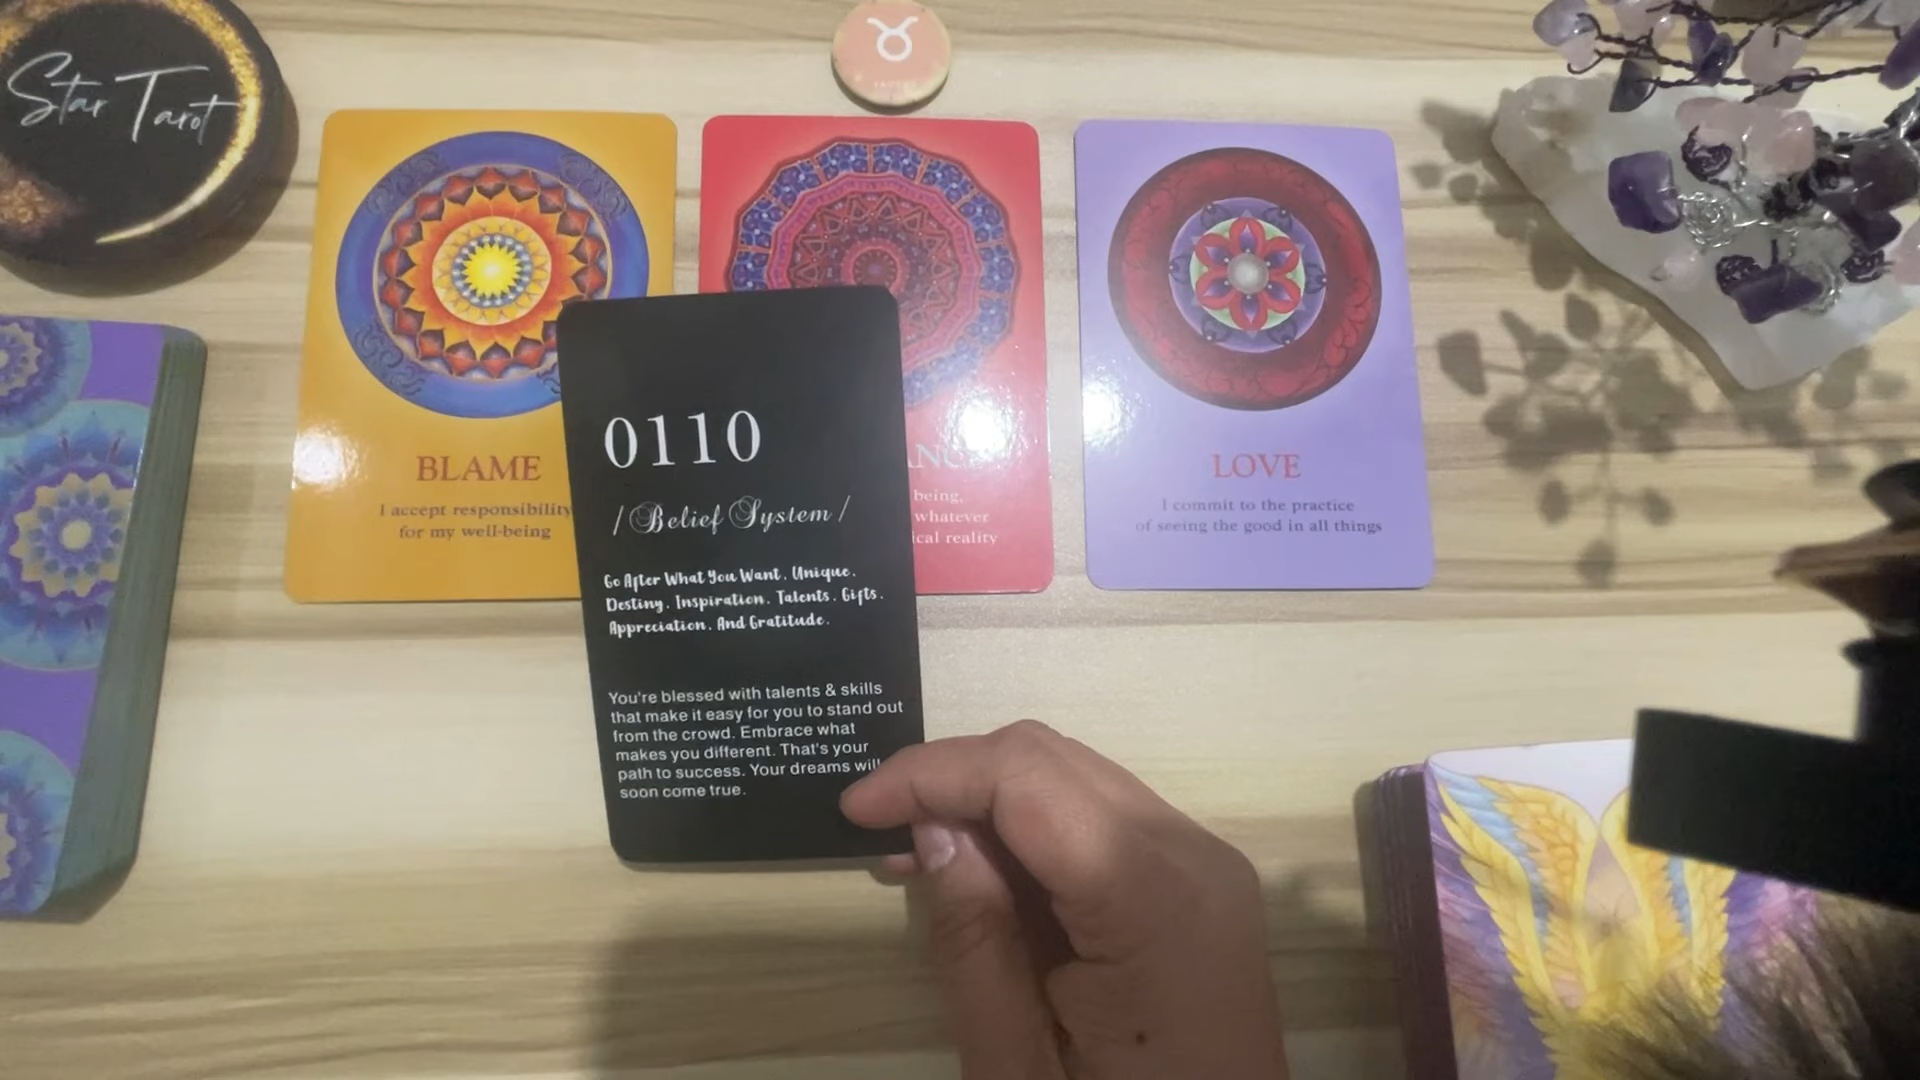 Star Tarot
BLAME
I accept responsibility
for my well-being
being,
whatever
ical reality
LOVE
I commit to the practice
of seeing the good in all things
0110
/ Belief System /
Go After What You Want, Unique,
Destiny, Inspiration, Talents, Gifts,
Appreciation, And Gratitude.
You're blessed with talents & skills
that make it easy for you to stand out
from the crowd. Embrace what
makes you different. That's your
path to success. Your dreams will
soon come true.